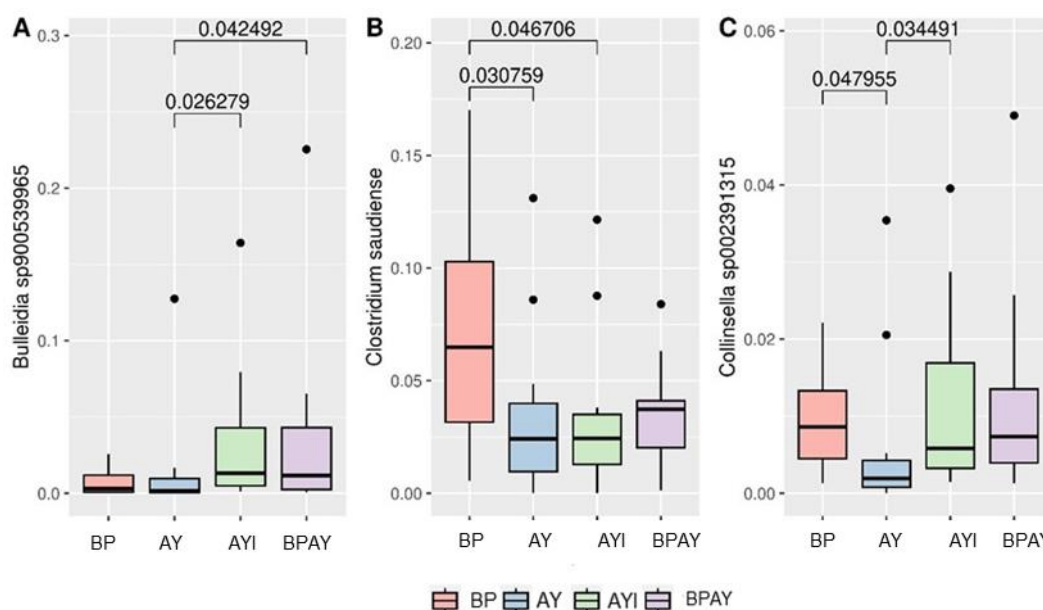 A
Bulleidia sp900539965
0.3
0.2
0.1
0.0
0.042492
0.026279
BP AY AYI BPAY
B
Clostridium saudiense
0.20
0.15
0.10
0.05
0.00
0.046706
0.030759
BP AY AYI BPAY
C
Collinsella sp002391315
0.06
0.04
0.02
0.00
0.034491
0.047955
BP AY AYI BPAY
BP AY AYI BPAY